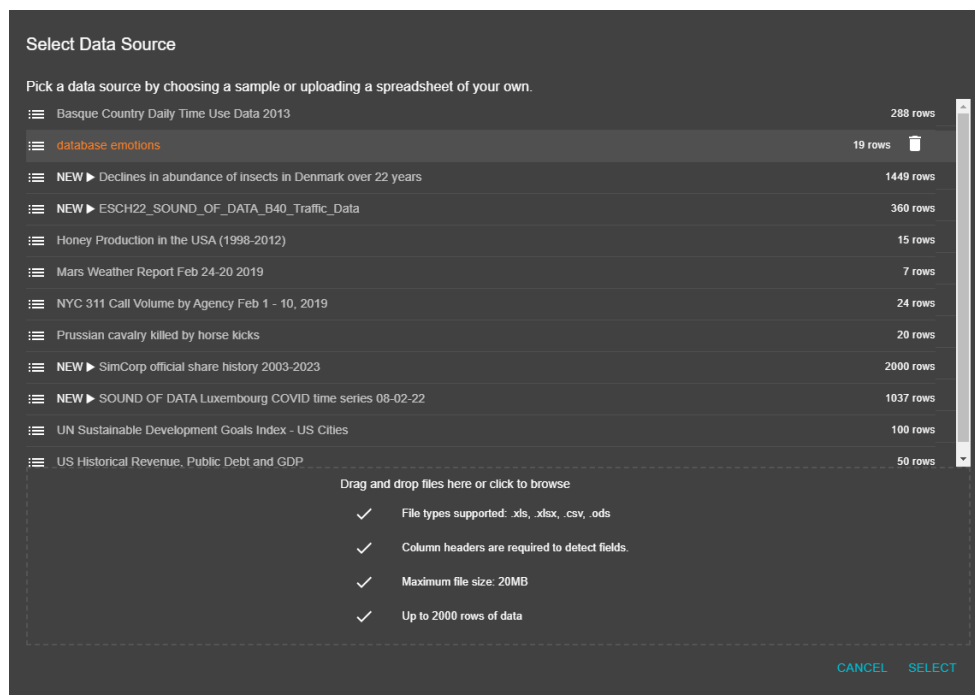 Select Data Source
Pick a data source by choosing a sample or uploading a spreadsheet of your own.
Basque Country Daily Time Use Data 2013 288 rows
database emotions 19 rows
NEW ▶ Declines in abundance of insects in Denmark over 22 years 1449 rows
NEW ▶ ESCH22_SOUND_OF_DATA_B40_Traffic_Data 360 rows
Honey Production in the USA (1998-2012) 15 rows
Mars Weather Report Feb 24-20 2019 7 rows
NYC 311 Call Volume by Agency Feb 1 - 10, 2019 24 rows
Prussian cavalry killed by horse kicks 20 rows
NEW ▶ SimCorp official share history 2003-2023 2000 rows
NEW ▶ SOUND OF DATA Luxembourg COVID time series 08-02-22 1037 rows
UN Sustainable Development Goals Index - US Cities 100 rows
US Historical Revenue, Public Debt and GDP 50 rows
Drag and drop files here or click to browse
File types supported: .xls, .xlsx, .csv, .ods
Column headers are required to detect fields.
Maximum file size: 20MB
Up to 2000 rows of data
CANCEL SELECT